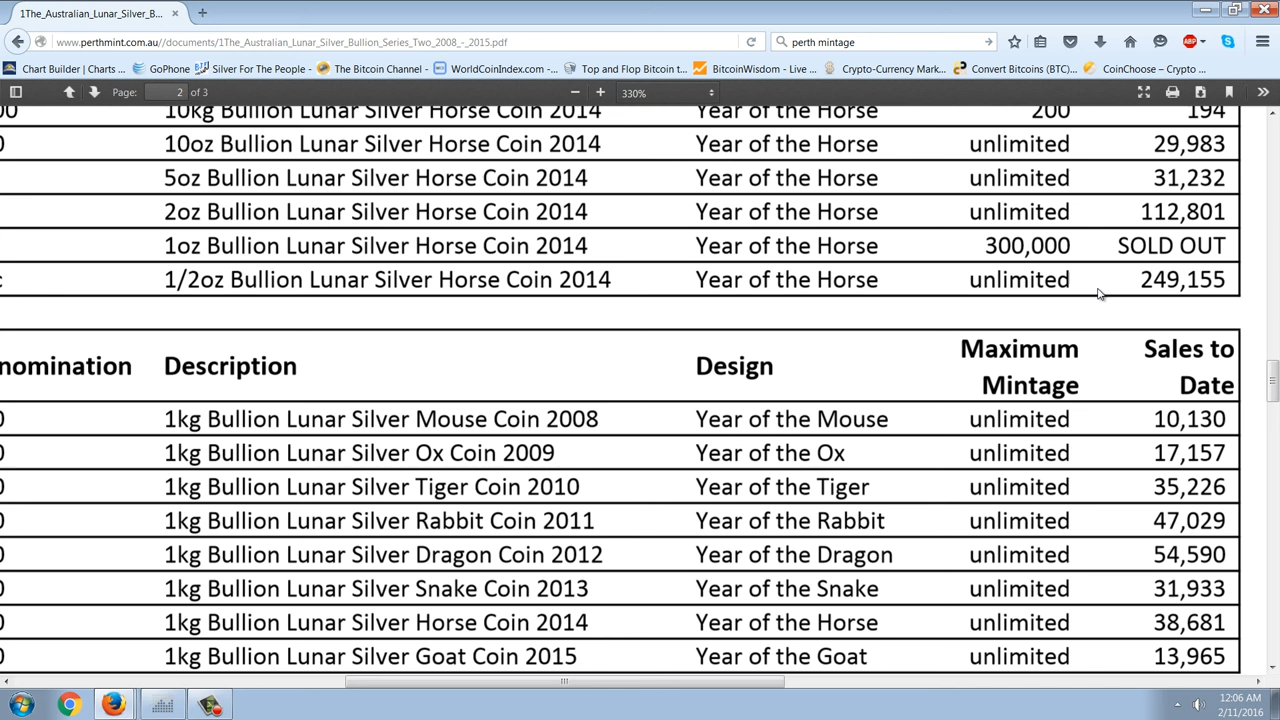 1The_Australian_Lunar_Silver_B...
www.perthmint.com.au/documents/1The_Australian_Lunar_Silver_Bullion_Series_Two_2008_-_2015.pdf
perth mintage
ABP
Chart Builder | Charts ...
GoPhone
Silver For The People -
The Bitcoin Channel -
WorldCoinIndex.com -...
Top and Flop Bitcoin t...
BitcoinWisdom - Live ...
Crypto-Currency Mark...
Convert Bitcoins (BTC)...
CoinChoose – Crypto ...
Page: 2 of 3
330%
00 10kg Bullion Lunar Silver Horse Coin 2014 Year of the Horse 200 194
0 10oz Bullion Lunar Silver Horse Coin 2014 Year of the Horse unlimited 29,983
5oz Bullion Lunar Silver Horse Coin 2014 Year of the Horse unlimited 31,232
2oz Bullion Lunar Silver Horse Coin 2014 Year of the Horse unlimited 112,801
1oz Bullion Lunar Silver Horse Coin 2014 Year of the Horse 300,000 SOLD OUT
c 1/2oz Bullion Lunar Silver Horse Coin 2014 Year of the Horse unlimited 249,155
nomination Description Design Maximum Mintage Sales to Date
0 1kg Bullion Lunar Silver Mouse Coin 2008 Year of the Mouse unlimited 10,130
0 1kg Bullion Lunar Silver Ox Coin 2009 Year of the Ox unlimited 17,157
0 1kg Bullion Lunar Silver Tiger Coin 2010 Year of the Tiger unlimited 35,226
0 1kg Bullion Lunar Silver Rabbit Coin 2011 Year of the Rabbit unlimited 47,029
0 1kg Bullion Lunar Silver Dragon Coin 2012 Year of the Dragon unlimited 54,590
0 1kg Bullion Lunar Silver Snake Coin 2013 Year of the Snake unlimited 31,933
0 1kg Bullion Lunar Silver Horse Coin 2014 Year of the Horse unlimited 38,681
0 1kg Bullion Lunar Silver Goat Coin 2015 Year of the Goat unlimited 13,965
12:06 AM
2/11/2016